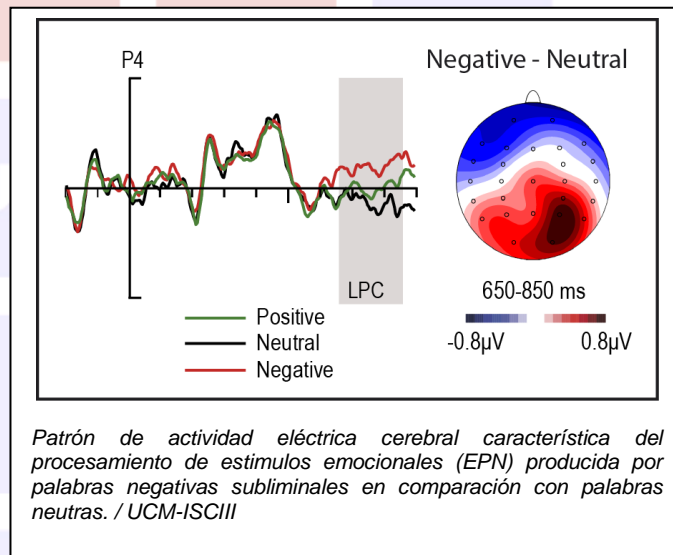 P4
Negative - Neutral
LPC
Positive
Neutral
Negative
650-850 ms
-0.8µV
0.8µV
Patrón de actividad eléctrica cerebral característica del
procesamiento de estimulos emocionales (EPN) producida por
palabras negativas subliminales en comparación con palabras
neutras. / UCM-ISCIII